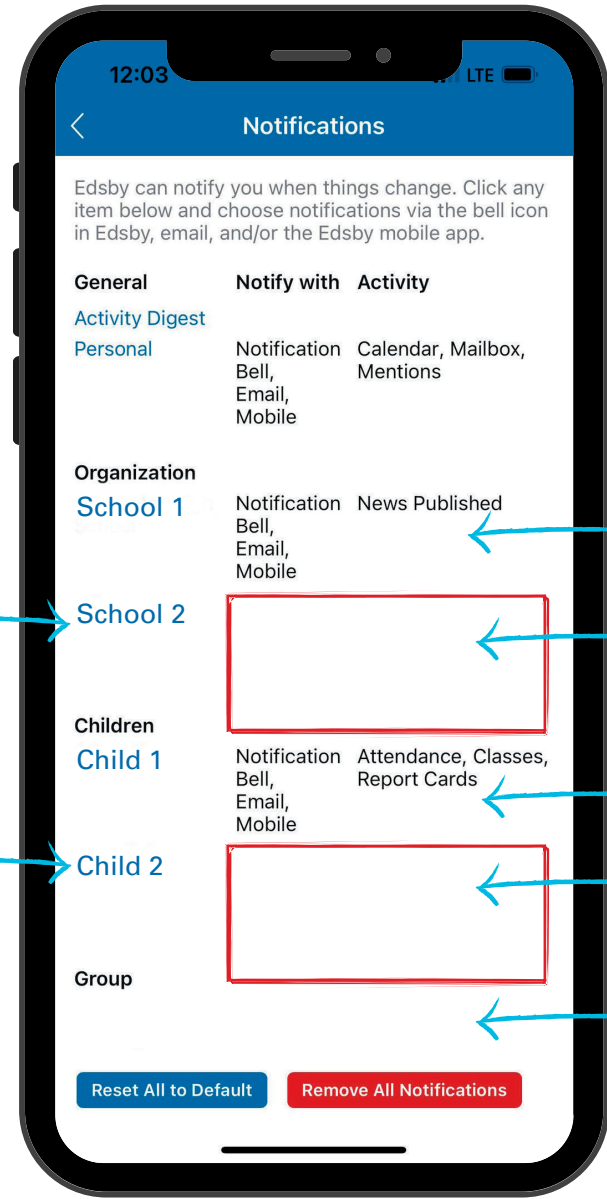 12:03 LTE
Notifications
Edsby can notify you when things change. Click any
item below and choose notifications via the bell icon
in Edsby, email, and/or the Edsby mobile app.
General Notify with Activity
Activity Digest
Personal Notification Calendar, Mailbox,
Bell, Mentions
Email,
Mobile
Organization
School 1 Notification News Published
Bell,
Email,
Mobile
School 2
Children
Child 1 Notification Attendance, Classes,
Bell, Report Cards
Email,
Mobile
Child 2
Group
Reset All to Default Remove All Notifications